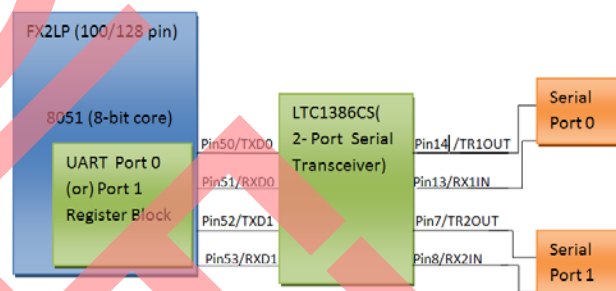 FX2LP (100/128 pin)
8051 (8-bit core)
UART Port 0
(or) Port 1
Register Block
Pin50/TXD0
Pin51/RXD0
Pin52/TXD1
Pin53/RXD1
LTC1386CS(
2- Port Serial
Transceiver)
Pin14 /TR1OUT
Pin13/RX1IN
Pin7/TR2OUT
Pin8/RX2IN
Serial
Port 0
Serial
Port 1